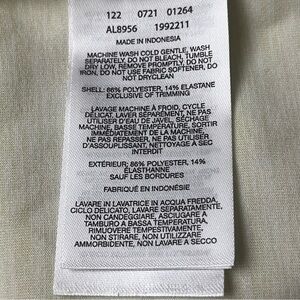 122 0721 01264
AL8956 1992211
MADE IN INDONESIA
MACHINE WASH COLD GENTLE, WASH
SEPARATELY, DO NOT BLEACH, TUMBLE
DRY LOW, REMOVE PROMPTLY, DO NOT
IRON, DO NOT USE FABRIC SOFTENER, DO
NOT DRYCLEAN
SHELL: 86% POLYESTER, 14% ELASTANE
EXCLUSIVE OF TRIMMING
LAVAGE MACHINE À FROID, CYCLE
DÉLICAT, LAVER SÉPARÉMENT, NE PAS
UTILISER D'EAU DE JAVEL, SÉCHAGE
MACHINE, BASSE TEMPÉRATURE, SORTIR
IMMÉDIATEMENT DE LA MACHINE,
NE PAS REPASSER, NE PAS UTILISER
D'ASSOUPLISSANT, NETTOYAGE À SEC
INTERDIT
EXTÉRIEUR: 86% POLYESTER, 14%
ÉLASTHANNE
SAUF LES BORDURES
FABRIQUÉ EN INDONÉSIE
LAVARE IN LAVATRICE IN ACQUA FREDDA,
CICLO DELICATO, LAVARE SEPARATAMENTE,
NON CANDEGGIARE, ASCIUGARE A
TAMBURO A BASSA TEMPERATURA,
RIMUOVERE TEMPESTIVAMENTE,
NON STIRARE, NON UTILIZZARE
AMMORBIDENTE, NON LAVARE A SECCO